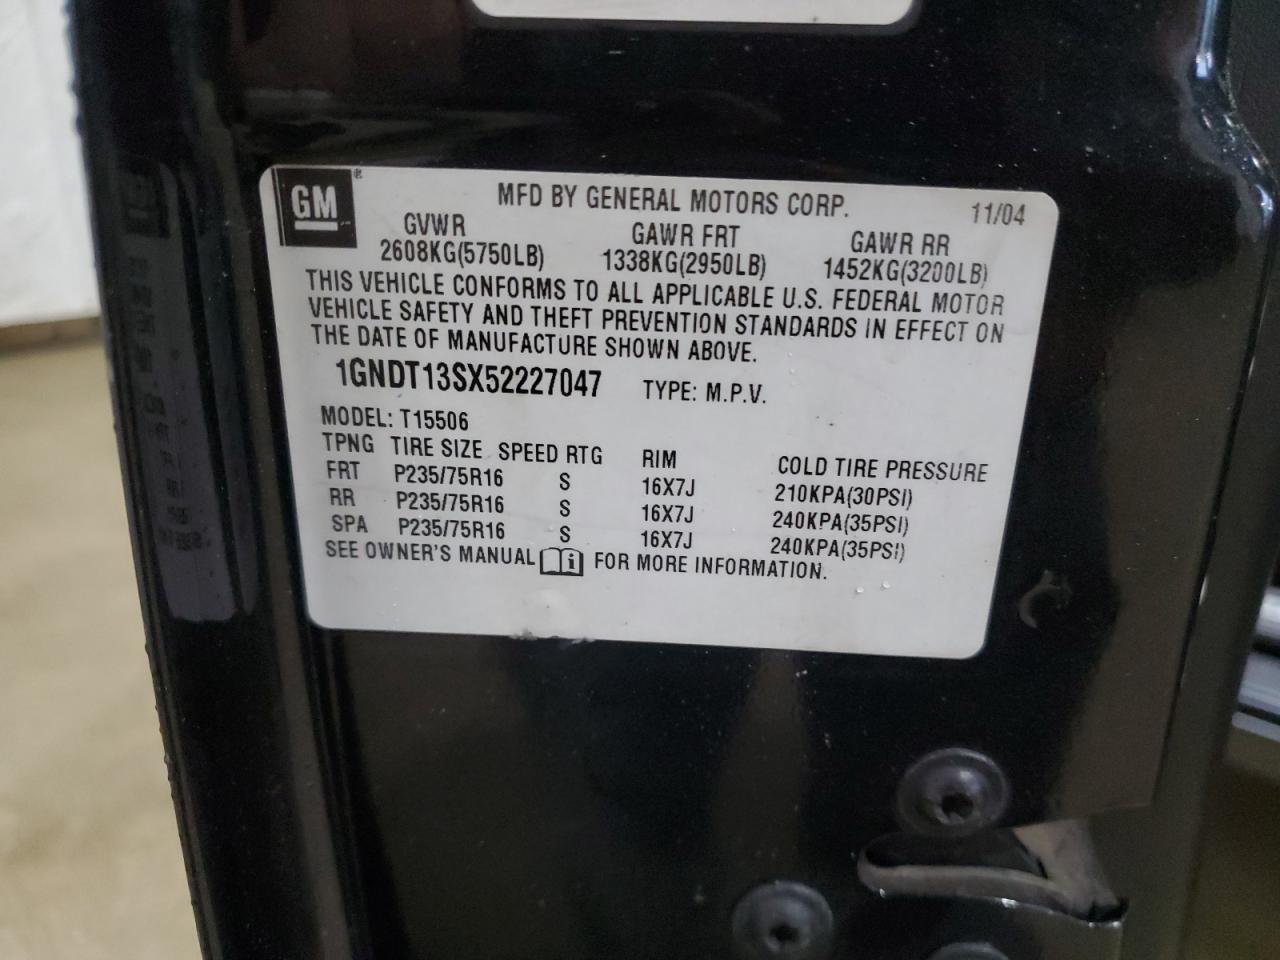 GM
MFD BY GENERAL MOTORS CORP. 11/04
GVWR GAWR FRT GAWR RR
2608KG(5750LB) 1338KG(2950LB) 1452KG(3200LB)
THIS VEHICLE CONFORMS TO ALL APPLICABLE U.S. FEDERAL MOTOR
VEHICLE SAFETY AND THEFT PREVENTION STANDARDS IN EFFECT ON
THE DATE OF MANUFACTURE SHOWN ABOVE.
1GNDT13SX52227047 TYPE: M.P.V.
MODEL: T15506
TPNG TIRE SIZE SPEED RTG RIM COLD TIRE PRESSURE
FRT P235/75R16 S 16X7J 210KPA(30PSI)
RR P235/75R16 S 16X7J 240KPA(35PSI)
SPA P235/75R16 S 16X7J 240KPA(35PSI)
SEE OWNER'S MANUAL i FOR MORE INFORMATION.